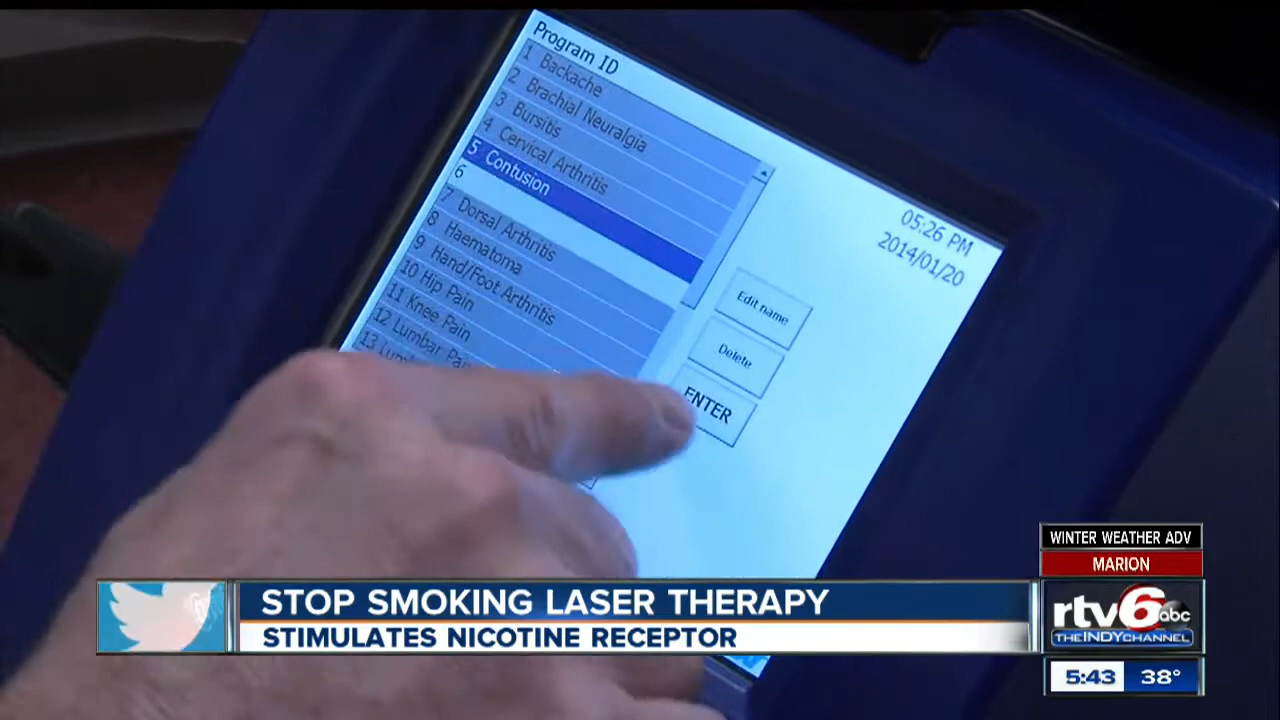 Program ID
1 Backache
2 Brachial Neuralgia
3 Bursitis
4 Cervical Arthritis
5 Contusion
6
7 Dorsal Arthritis
8 Haematoma
9 Hand/Foot Arthritis
10 Hip Pain
11 Knee Pain
12 Lumbar Pain
13
05:26 PM
2014/01/20
Edit name
Delete
ENTER
WINTER WEATHER ADV
MARION
STOP SMOKING LASER THERAPY
STIMULATES NICOTINE RECEPTOR
rtv6 abc
THE INDY CHANNEL
5:43 38°